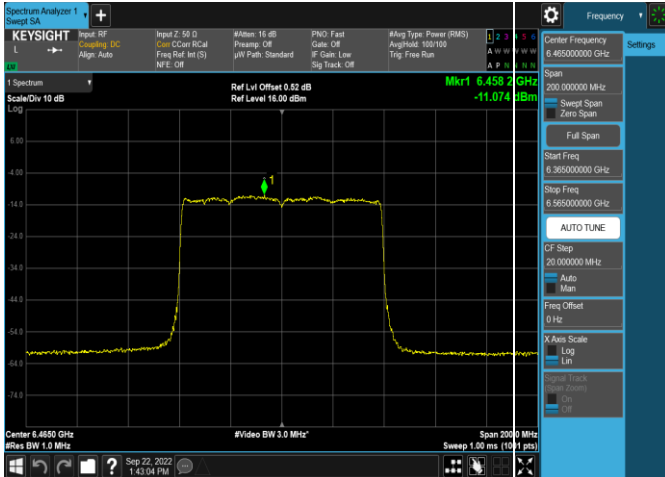 Spectrum Analyzer 1
Swept SA
+
Frequency
KEYSIGHT
L
LV
Input: RF
Coupling: DC
Align: Auto
Input Z: 50 Ω
Corr CCorr RCal
Freq Ref: Int (S)
NFE: Off
#Atten: 16 dB
Preamp: Off
µW Path: Standard
PNO: Fast
Gate: Off
IF Gain: Low
Sig Track: Off
#Avg Type: Power (RMS)
Avg|Hold: 100/100
Trig: Free Run
1 2 3 4 5 6
A W W W W W
A P N N N N
1 Spectrum
Scale/Div 10 dB
Log
Ref Lvl Offset 0.52 dB
Ref Level 16.00 dBm
Mkr1 6.458 2 GHz
-11.074 dBm
6.00
-4.00
-14.0
-24.0
-34.0
-44.0
-54.0
-64.0
-74.0
1
Center 6.4650 GHz
#Res BW 1.0 MHz
#Video BW 3.0 MHz*
Span 200.0 MHz
Sweep 1.00 ms (1001 pts)
Sep 22, 2022
1:43:04 PM
Settings
Center Frequency
6.465000000 GHz
Span
200.000000 MHz
Swept Span
Zero Span
Full Span
Start Freq
6.365000000 GHz
Stop Freq
6.565000000 GHz
AUTO TUNE
CF Step
20.000000 MHz
Auto
Man
Freq Offset
0 Hz
X Axis Scale
Log
Lin
Signal Track
(Span Zoom)
On
Off